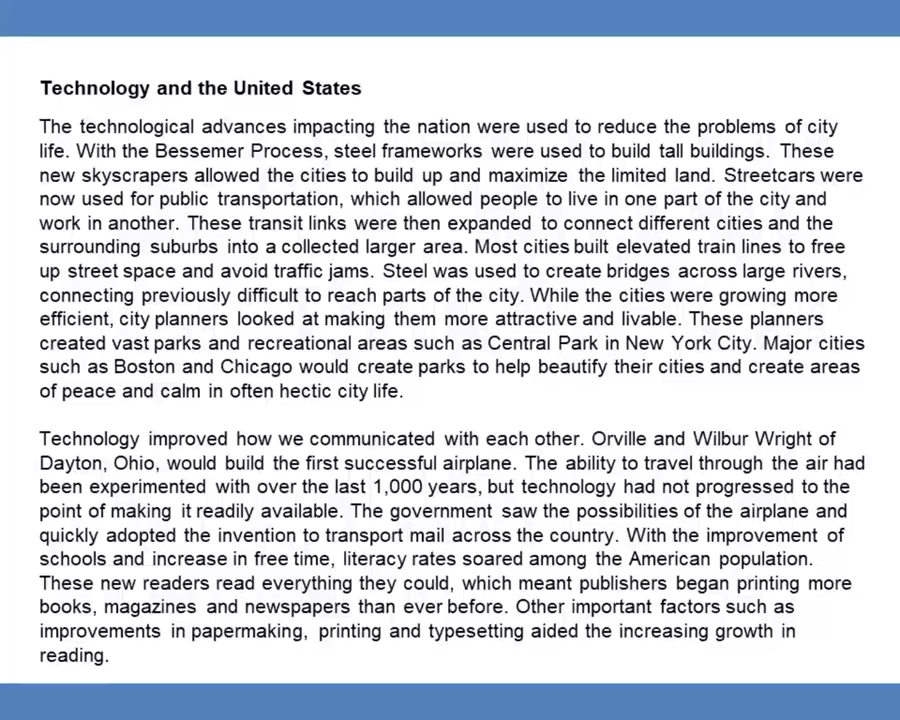 Technology and the United States
The technological advances impacting the nation were used to reduce the problems of city
life. With the Bessemer Process, steel frameworks were used to build tall buildings. These
new skyscrapers allowed the cities to build up and maximize the limited land. Streetcars were
now used for public transportation, which allowed people to live in one part of the city and
work in another. These transit links were then expanded to connect different cities and the
surrounding suburbs into a collected larger area. Most cities built elevated train lines to free
up street space and avoid traffic jams. Steel was used to create bridges across large rivers,
connecting previously difficult to reach parts of the city. While the cities were growing more
efficient, city planners looked at making them more attractive and livable. These planners
created vast parks and recreational areas such as Central Park in New York City. Major cities
such as Boston and Chicago would create parks to help beautify their cities and create areas
of peace and calm in often hectic city life.
Technology improved how we communicated with each other. Orville and Wilbur Wright of
Dayton, Ohio, would build the first successful airplane. The ability to travel through the air had
been experimented with over the last 1,000 years, but technology had not progressed to the
point of making it readily available. The government saw the possibilities of the airplane and
quickly adopted the invention to transport mail across the country. With the improvement of
schools and increase in free time, literacy rates soared among the American population.
These new readers read everything they could, which meant publishers began printing more
books, magazines and newspapers than ever before. Other important factors such as
improvements in papermaking, printing and typesetting aided the increasing growth in
reading.